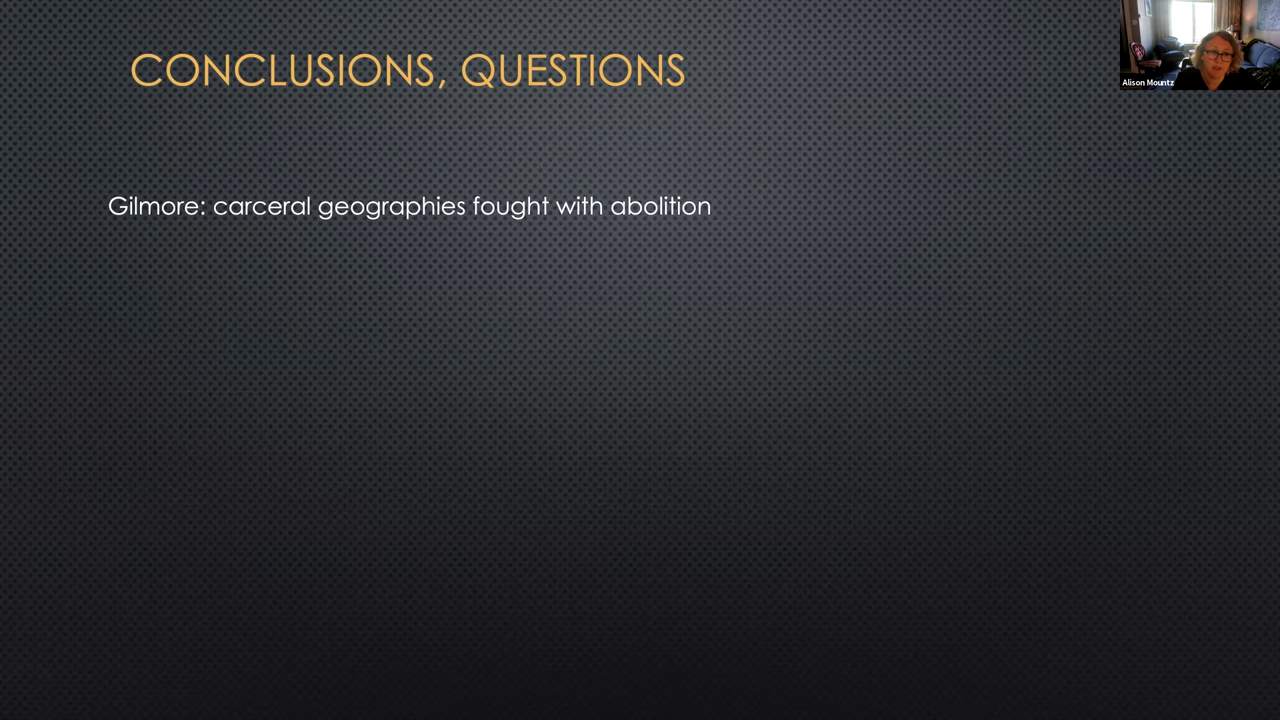 CONCLUSIONS, QUESTIONS
Alison Mountz
Gilmore: carceral geographies fought with abolition